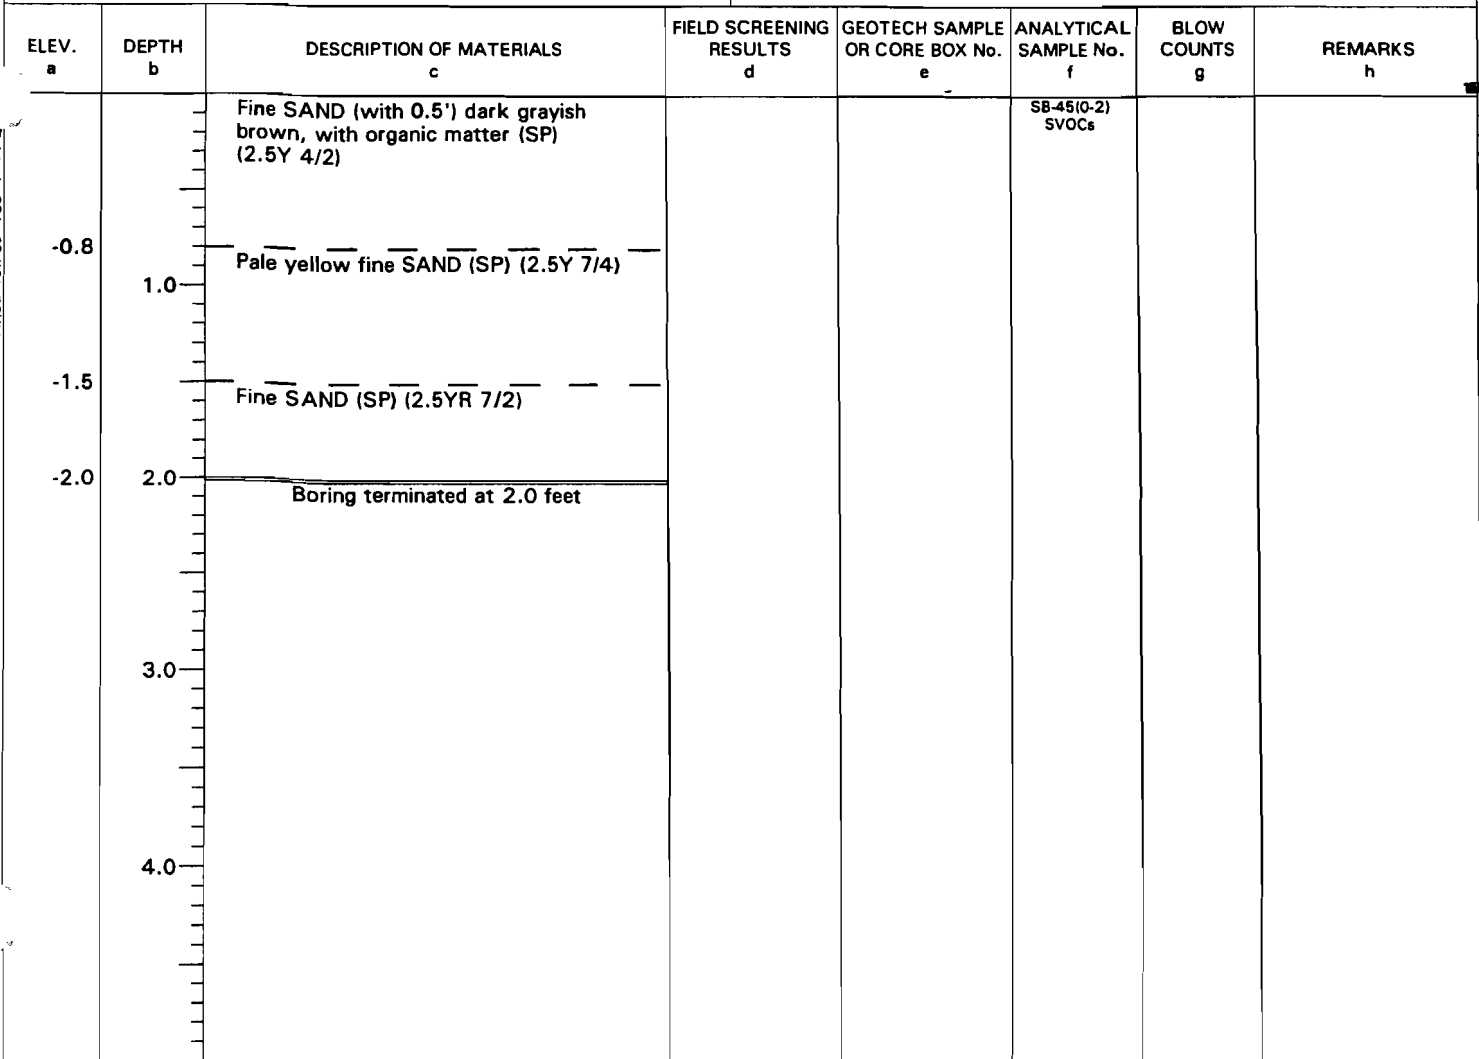 ELEV.
a
DEPTH
b
DESCRIPTION OF MATERIALS
c
FIELD SCREENING
RESULTS
d
GEOTECH SAMPLE
OR CORE BOX No.
e
ANALYTICAL
SAMPLE No.
f
BLOW
COUNTS
g
REMARKS
h
Fine SAND (with 0.5') dark grayish
brown, with organic matter (SP)
(2.5Y 4/2)
SB-45(0-2)
SVOCs
-0.8
Pale yellow fine SAND (SP) (2.5Y 7/4)
1.0
-1.5
Fine SAND (SP) (2.5YR 7/2)
-2.0
2.0
Boring terminated at 2.0 feet
3.0
4.0